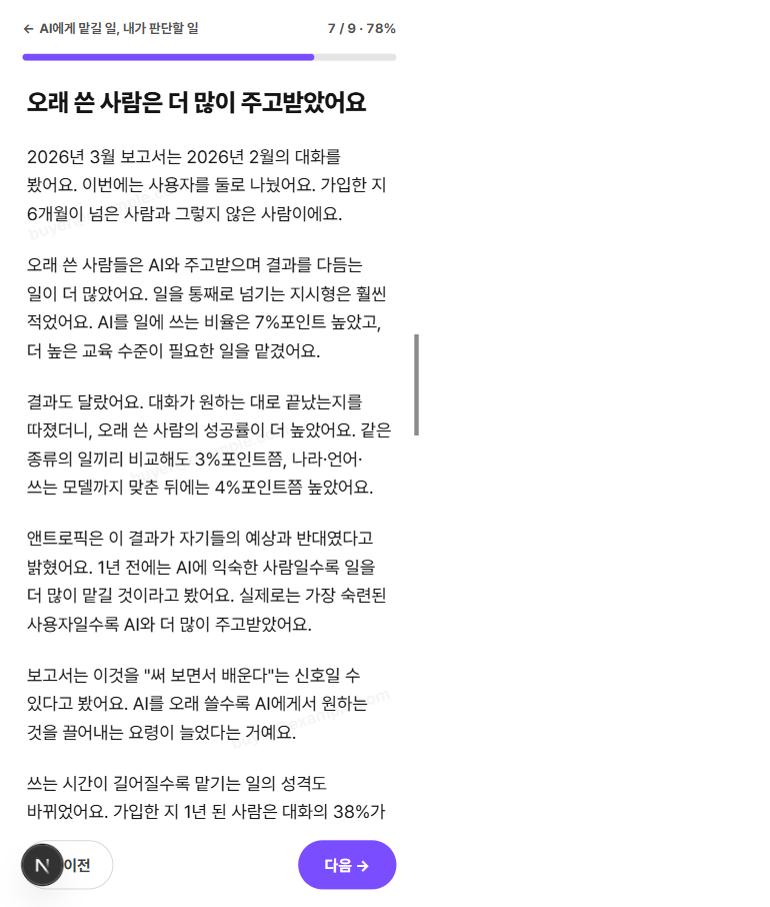 ← AI에게 맡길 일, 내가 판단할 일
7 / 9 · 78%
오래 쓴 사람은 더 많이 주고받았어요
2026년 3월 보고서는 2026년 2월의 대화를
봤어요. 이번에는 사용자를 둘로 나눴어요. 가입한 지
6개월이 넘은 사람과 그렇지 않은 사람이에요.
오래 쓴 사람들은 AI와 주고받으며 결과를 다듬는
일이 더 많았어요. 일을 통째로 넘기는 지시형은 훨씬
적었어요. AI를 일에 쓰는 비율은 7%포인트 높았고,
더 높은 교육 수준이 필요한 일을 맡겼어요.
결과도 달랐어요. 대화가 원하는 대로 끝났는지를
따졌더니, 오래 쓴 사람의 성공률이 더 높았어요. 같은
종류의 일끼리 비교해도 3%포인트쯤, 나라·언어·
쓰는 모델까지 맞춘 뒤에는 4%포인트쯤 높았어요.
앤트로픽은 이 결과가 자기들의 예상과 반대였다고
밝혔어요. 1년 전에는 AI에 익숙한 사람일수록 일을
더 많이 맡길 것이라고 봤어요. 실제로는 가장 숙련된
사용자일수록 AI와 더 많이 주고받았어요.
보고서는 이것을 "써 보면서 배운다"는 신호일 수
있다고 봤어요. AI를 오래 쓸수록 AI에게서 원하는
것을 끌어내는 요령이 늘었다는 거예요.
쓰는 시간이 길어질수록 맡기는 일의 성격도
바뀌었어요. 가입한 지 1년 된 사람은 대화의 38%가
N 이전
다음 →